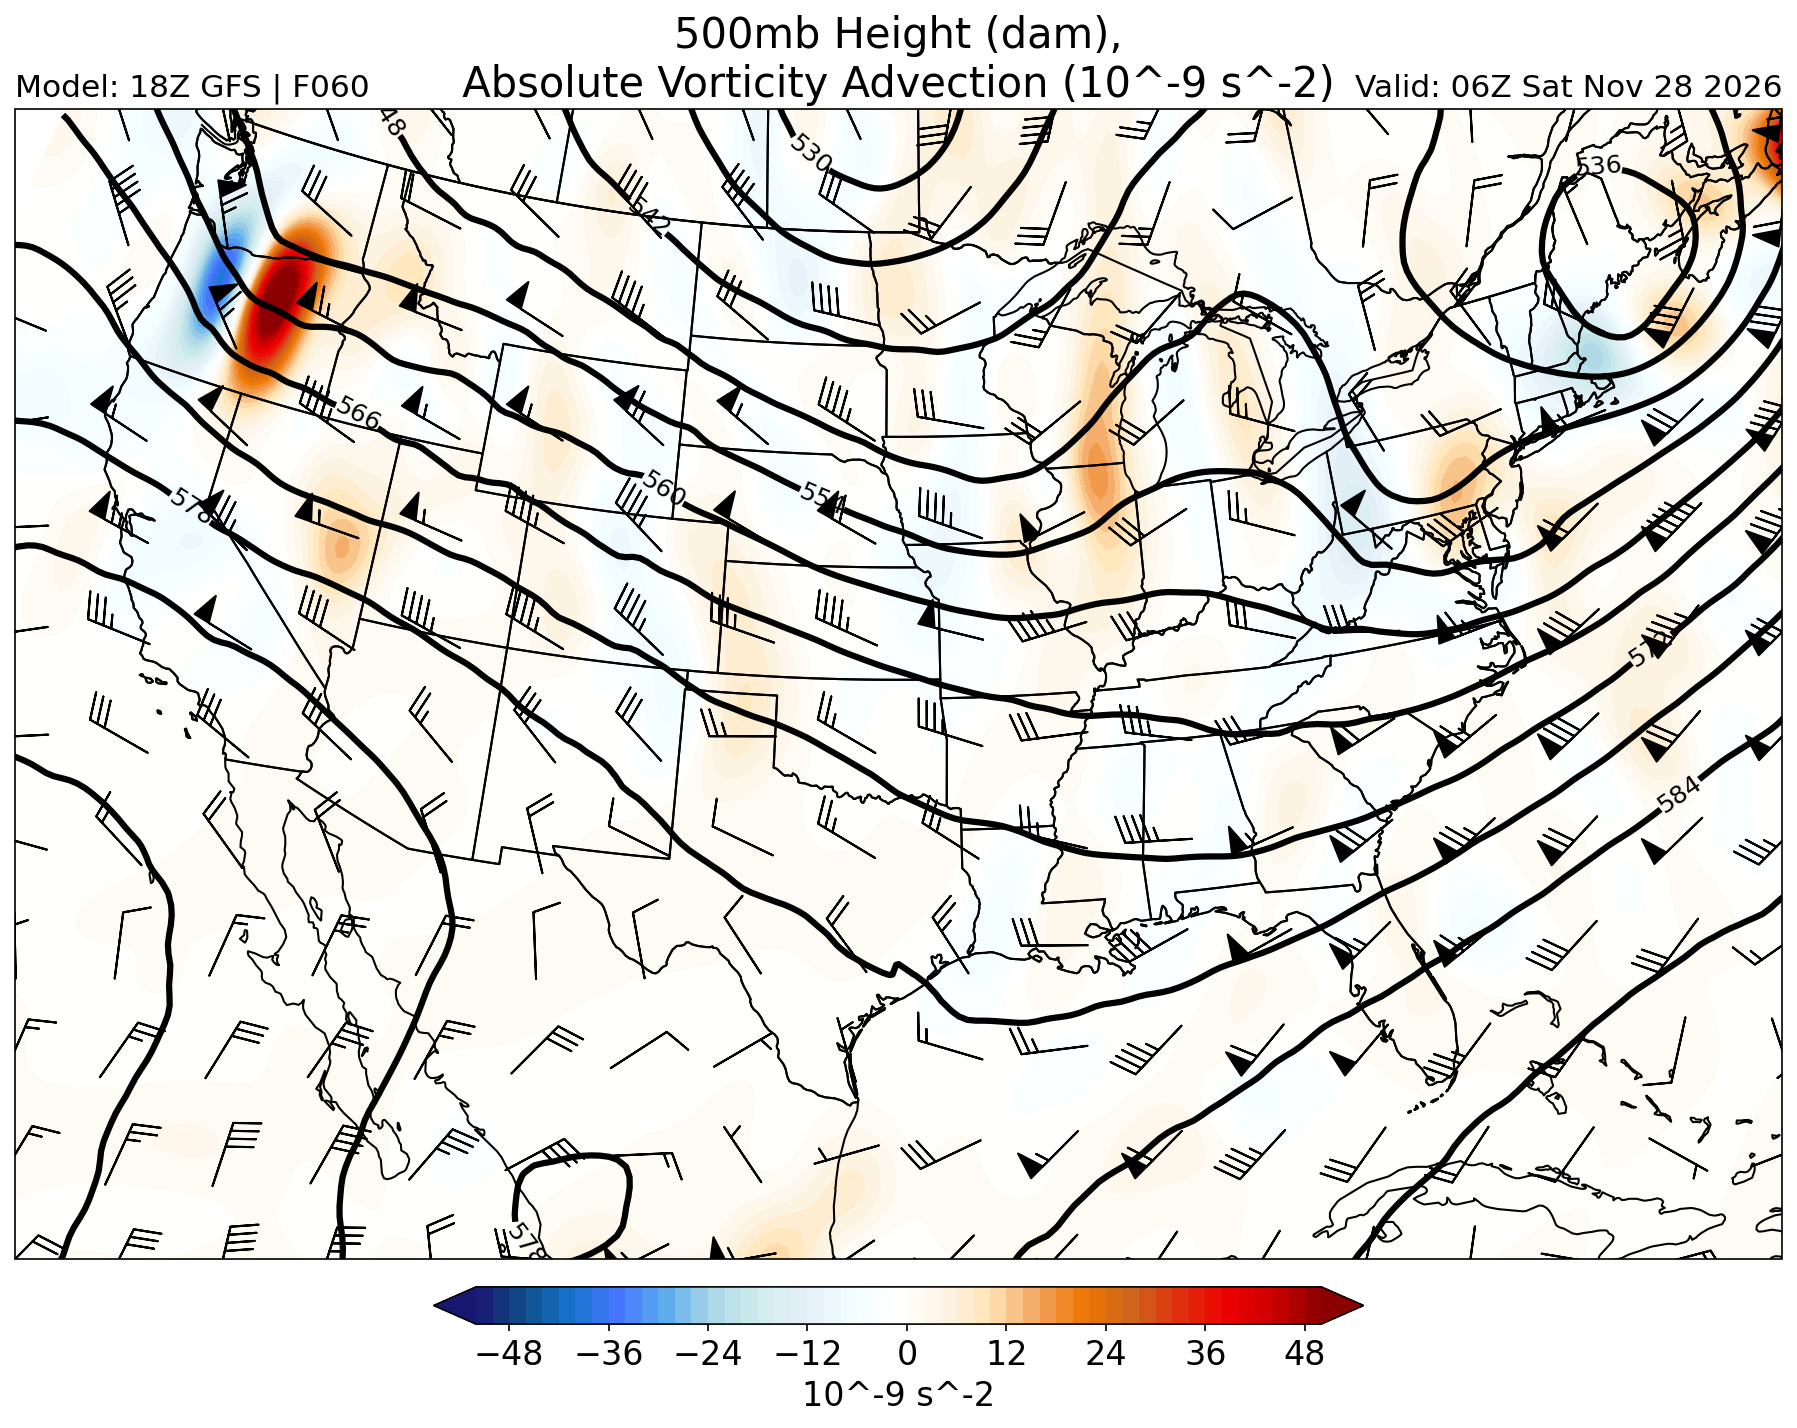 500mb Height (dam),
Model: 18Z GFS | F060
Absolute Vorticity Advection (10^-9 s^-2)
Valid: 06Z Sat Nov 28 2026
530
536
542
566
560
578
584
578
−48 −36 −24 −12 0 12 24 36 48
10^-9 s^-2